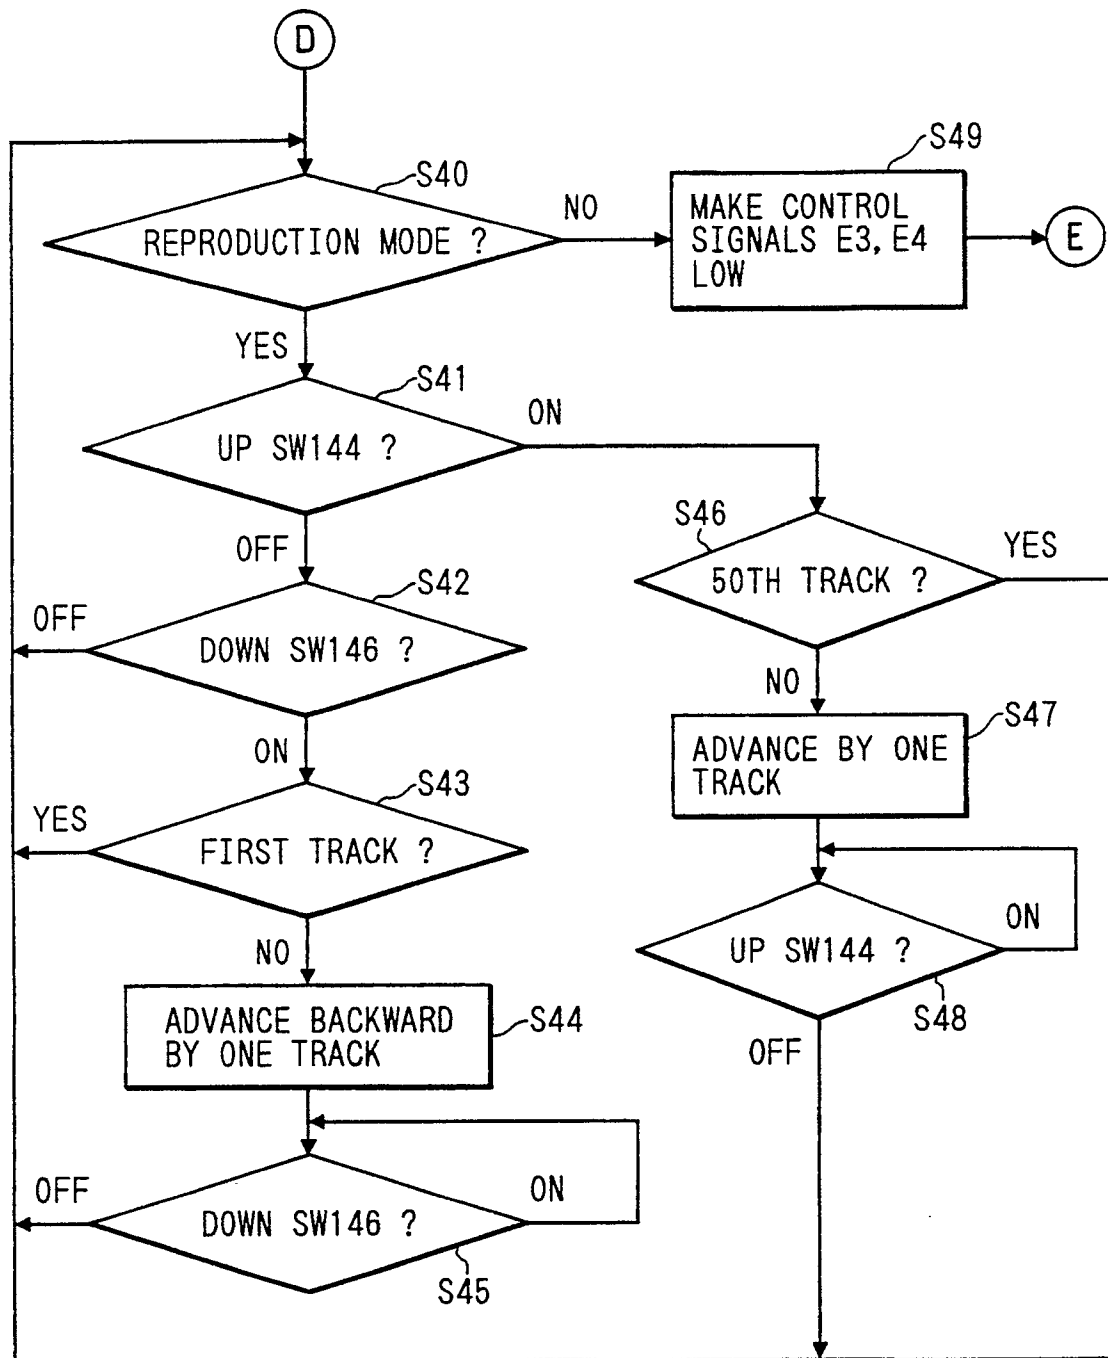 D
S49
S40
MAKE CONTROL
SIGNALS E3, E4
LOW
NO
REPRODUCTION MODE ?
E
YES
S41
ON
UP SW144 ?
S46
OFF
YES
S42
50TH TRACK ?
OFF
DOWN SW146 ?
NO
S47
ON
ADVANCE BY ONE
TRACK
S43
YES
FIRST TRACK ?
ON
NO
UP SW144 ?
S48
ADVANCE BACKWARD
BY ONE TRACK
S44
OFF
OFF
ON
DOWN SW146 ?
S45